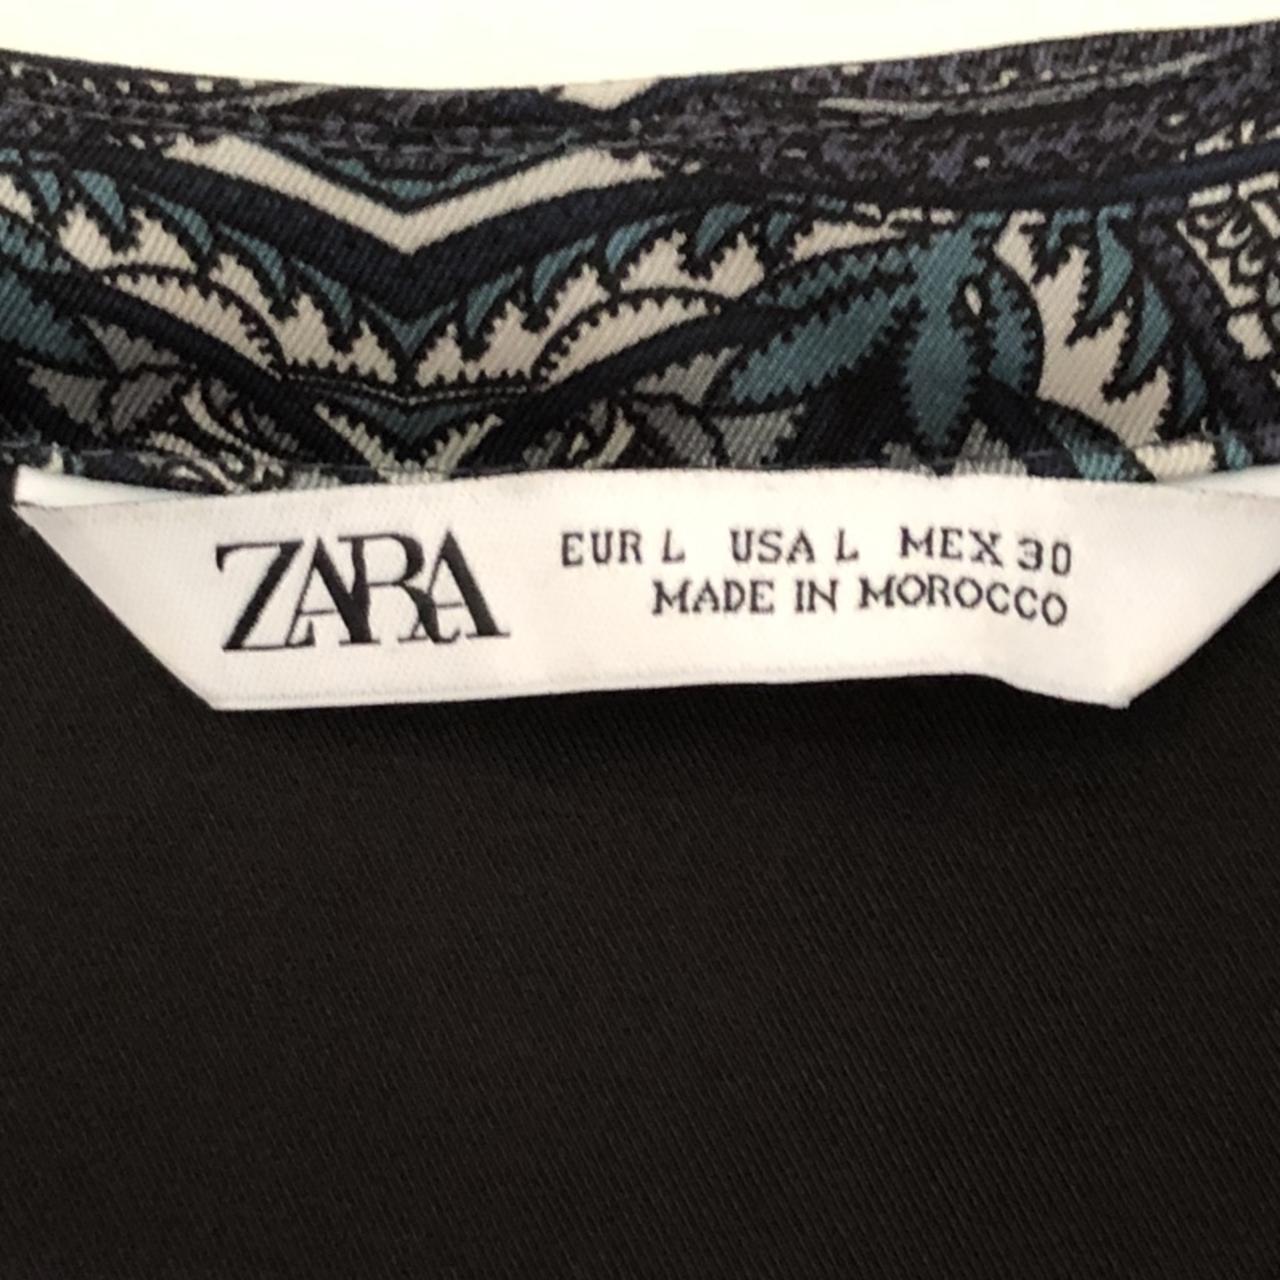 ZARA
EUR L USA L MEX 30
MADE IN MOROCCO